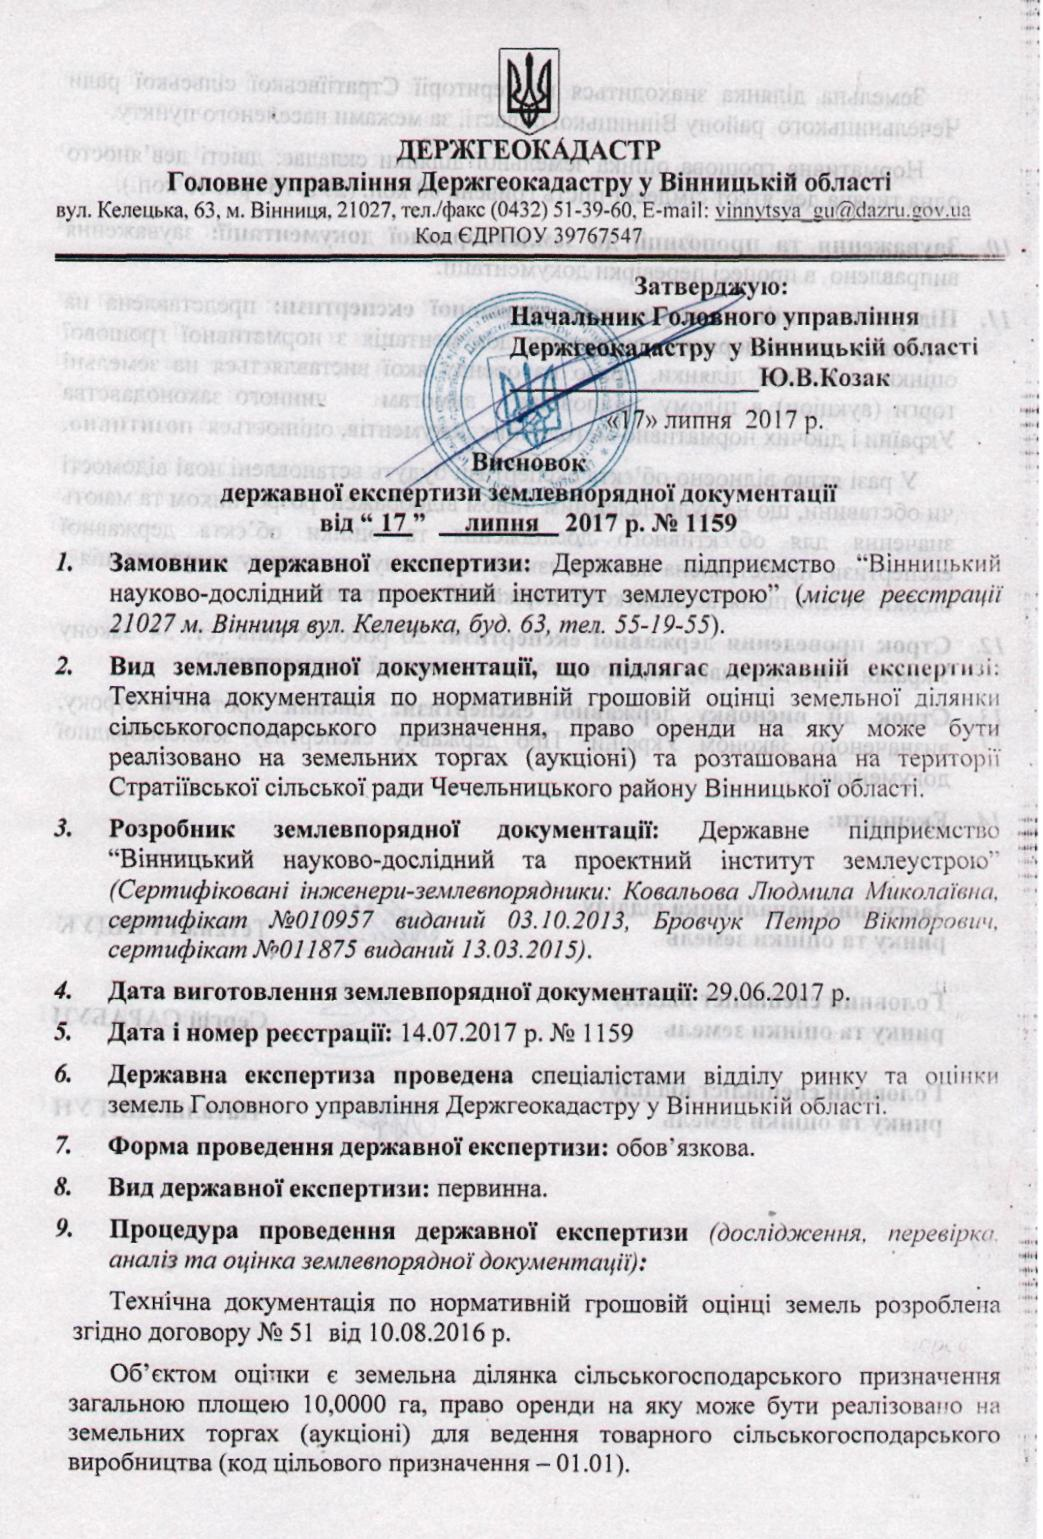 ДЕРЖГЕОКАДАСТР
Головне управління Держгеокадастру у Вінницькій області
вул. Келецька, 63, м. Вінниця, 21027, тел./факс (0432) 51-39-60, E-mail: vinnytsya_gu@dazru.gov.ua
Код ЄДРПОУ 39767547
Затверджую:
Начальник Головного управління
Держгеокадастру у Вінницькій області
Ю.В.Козак
«17» липня 2017 р.
Висновок
державної експертизи землевпорядної документації
від “ 17 ” липня 2017 р. № 1159
1. Замовник державної експертизи: Державне підприємство “Вінницький
науково-дослідний та проектний інститут землеустрою” (місце реєстрації
21027 м. Вінниця вул. Келецька, буд. 63, тел. 55-19-55).
2. Вид землевпорядної документації, що підлягає державній експертизі:
Технічна документація по нормативній грошовій оцінці земельної ділянки
сільськогосподарського призначення, право оренди на яку може бути
реалізовано на земельних торгах (аукціоні) та розташована на території
Стратіївської сільської ради Чечельницького району Вінницької області.
3. Розробник землевпорядної документації: Державне підприємство
“Вінницький науково-дослідний та проектний інститут землеустрою”
(Сертифіковані інженери-землевпорядники: Ковальова Людмила Миколаївна,
сертифікат №010957 виданий 03.10.2013, Бровчук Петро Вікторович,
сертифікат №011875 виданий 13.03.2015).
4. Дата виготовлення землевпорядної документації: 29.06.2017 р.
5. Дата і номер реєстрації: 14.07.2017 р. № 1159
6. Державна експертиза проведена спеціалістами відділу ринку та оцінки
земель Головного управління Держгеокадастру у Вінницькій області.
7. Форма проведення державної експертизи: обов’язкова.
8. Вид державної експертизи: первинна.
9. Процедура проведення державної експертизи (дослідження, перевірка,
аналіз та оцінка землевпорядної документації):
Технічна документація по нормативній грошовій оцінці земель розроблена
згідно договору № 51 від 10.08.2016 р.
Об’єктом оцінки є земельна ділянка сільськогосподарського призначення
загальною площею 10,0000 га, право оренди на яку може бути реалізовано на
земельних торгах (аукціоні) для ведення товарного сільськогосподарського
виробництва (код цільового призначення – 01.01).